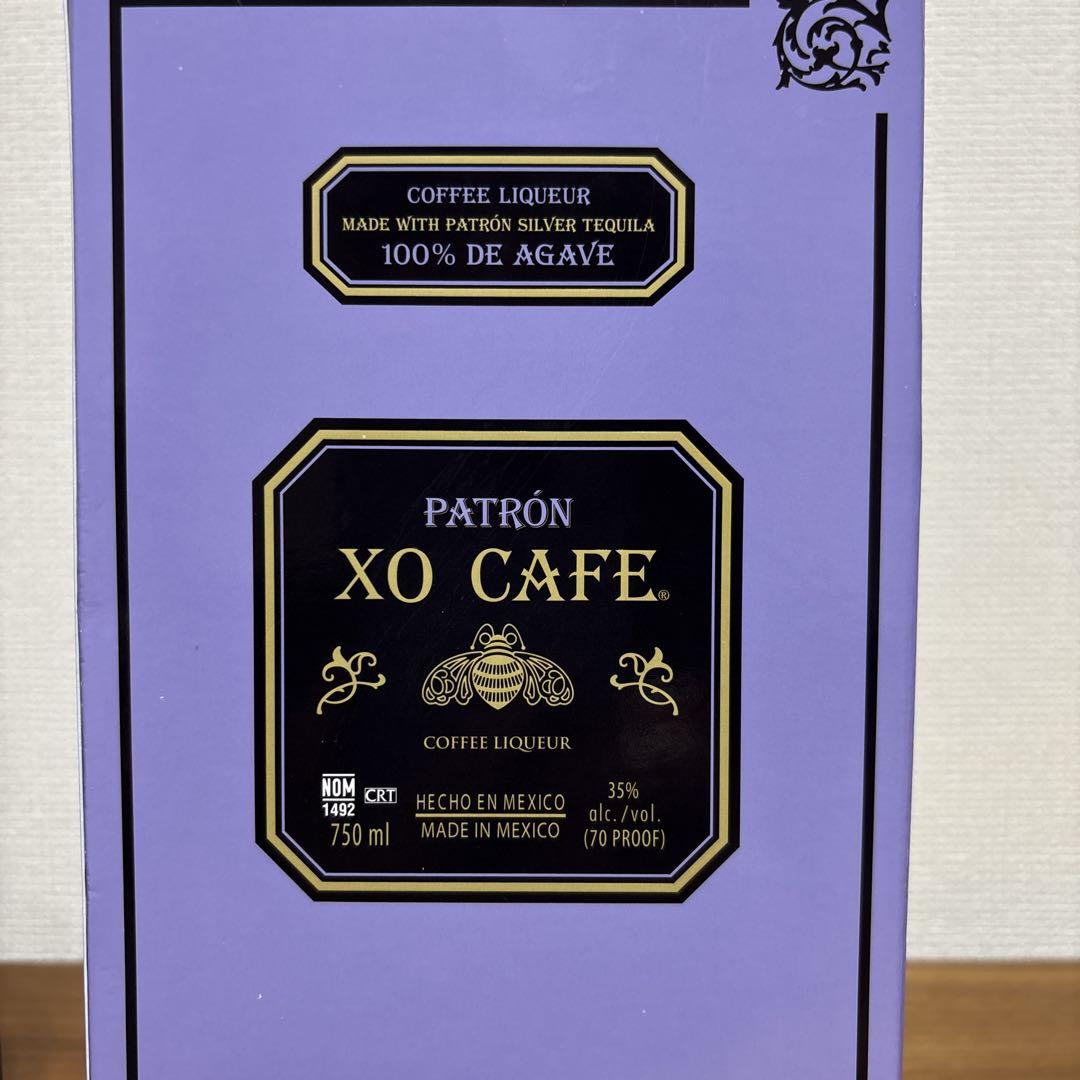 COFFEE LIQUEUR
MADE WITH PATRÓN SILVER TEQUILA
100% DE AGAVE
PATRÓN
XO CAFE®
COFFEE LIQUEUR
NOM
1492
CRT
750 ml
HECHO EN MEXICO
MADE IN MEXICO
35%
alc./vol.
(70 PROOF)